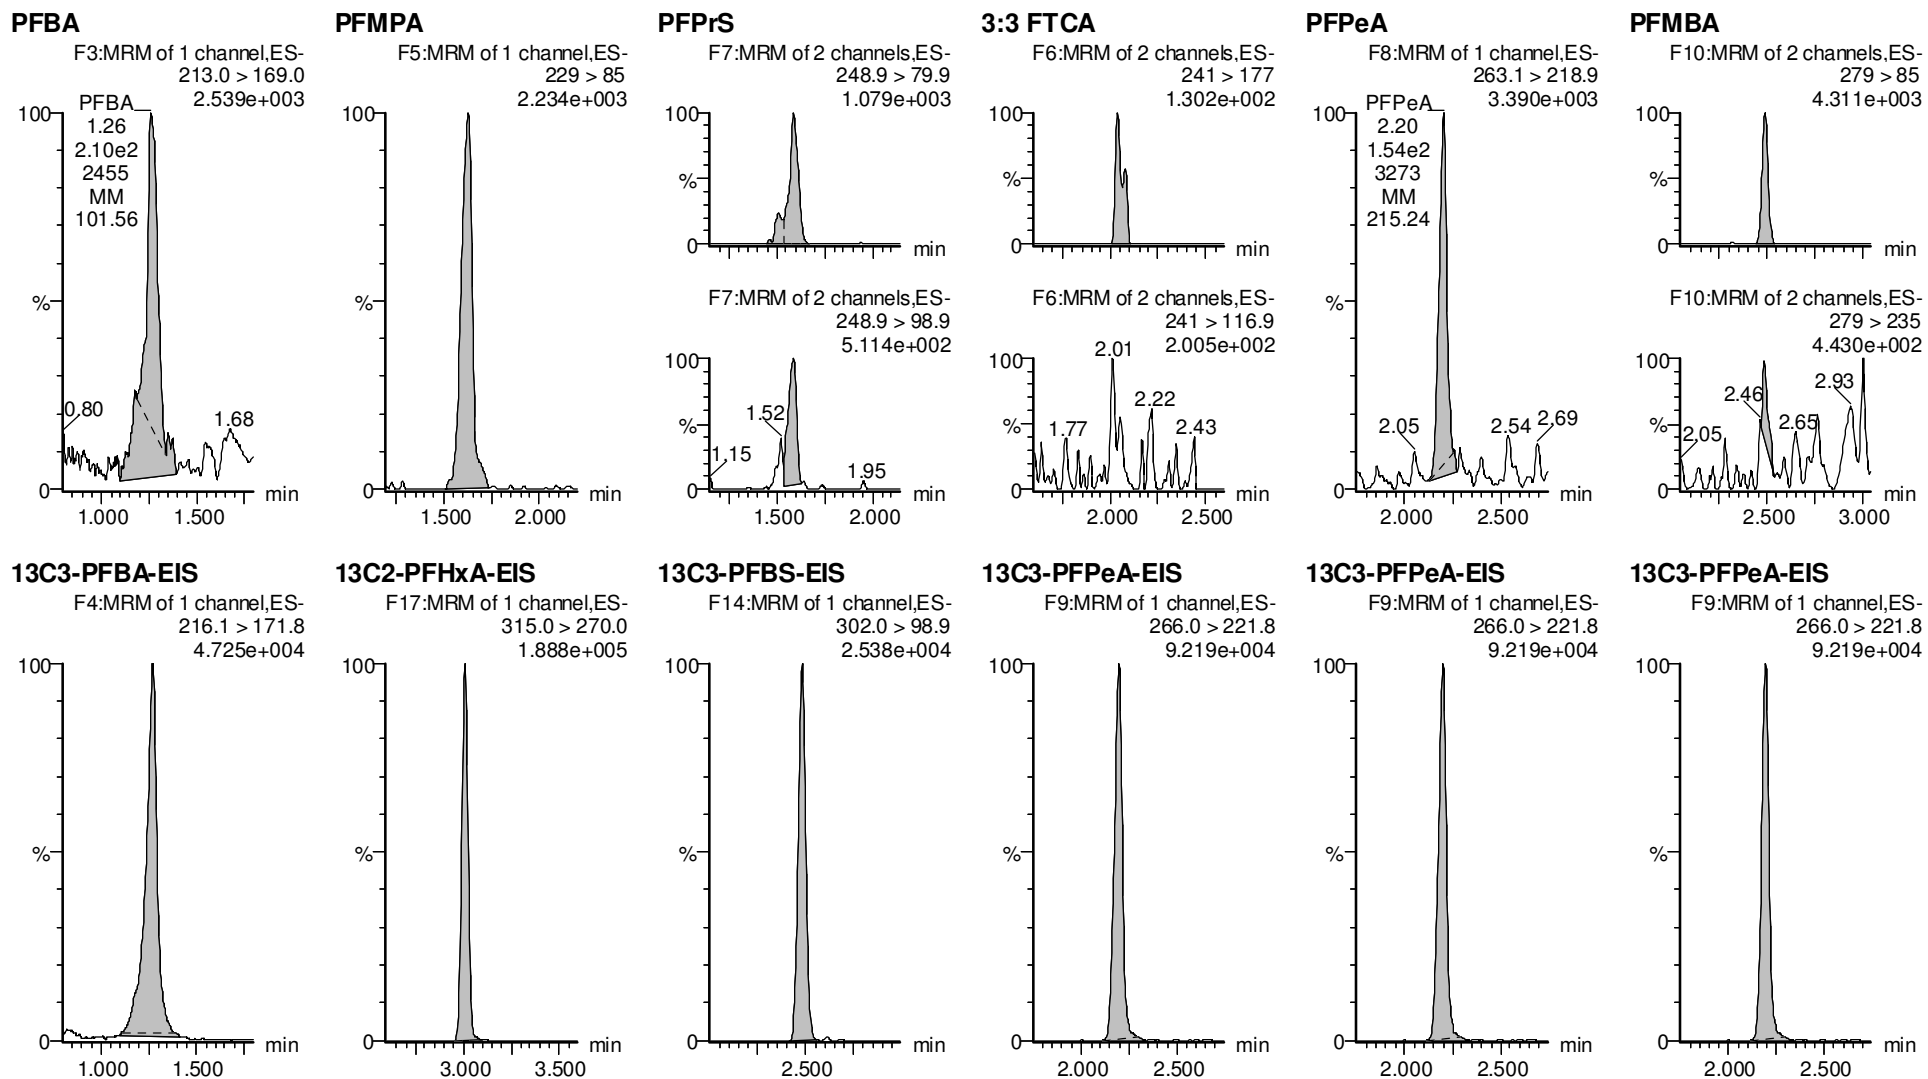 PFBA
F3:MRM of 1 channel,ES-
213.0 > 169.0
2.539e+003
100
PFBA
1.26
2.10e2
2455
MM
101.56
%
0.80
1.68
0
min
1.000 1.500
PFMPA
F5:MRM of 1 channel,ES-
229 > 85
2.234e+003
100
%
0
min
1.500 2.000
PFPrS
F7:MRM of 2 channels,ES-
248.9 > 79.9
1.079e+003
100
%
0
min
F7:MRM of 2 channels,ES-
248.9 > 98.9
5.114e+002
100
%
1.52
1.15
1.95
0
min
1.500 2.000
3:3 FTCA
F6:MRM of 2 channels,ES-
241 > 177
1.302e+002
100
%
0
min
F6:MRM of 2 channels,ES-
241 > 116.9
2.005e+002
2.01
100
2.22
%
1.77
2.43
0
min
2.000 2.500
PFPeA
F8:MRM of 1 channel,ES-
263.1 > 218.9
3.390e+003
100
PFPeA
2.20
1.54e2
3273
MM
215.24
%
2.05
2.54
2.69
0
min
2.000 2.500
PFMBA
F10:MRM of 2 channels,ES-
279 > 85
4.311e+003
100
%
0
min
F10:MRM of 2 channels,ES-
279 > 235
4.430e+002
100
2.93
2.46
%
2.65
2.05
0
min
2.500 3.000
13C3-PFBA-EIS
F4:MRM of 1 channel,ES-
216.1 > 171.8
4.725e+004
100
%
0
min
1.000 1.500
13C2-PFHxA-EIS
F17:MRM of 1 channel,ES-
315.0 > 270.0
1.888e+005
100
%
0
min
3.000 3.500
13C3-PFBS-EIS
F14:MRM of 1 channel,ES-
302.0 > 98.9
2.538e+004
100
%
0
min
2.500
13C3-PFPeA-EIS
F9:MRM of 1 channel,ES-
266.0 > 221.8
9.219e+004
100
%
0
min
2.000 2.500
13C3-PFPeA-EIS
F9:MRM of 1 channel,ES-
266.0 > 221.8
9.219e+004
100
%
0
min
2.000 2.500
13C3-PFPeA-EIS
F9:MRM of 1 channel,ES-
266.0 > 221.8
9.219e+004
100
%
0
min
2.000 2.500